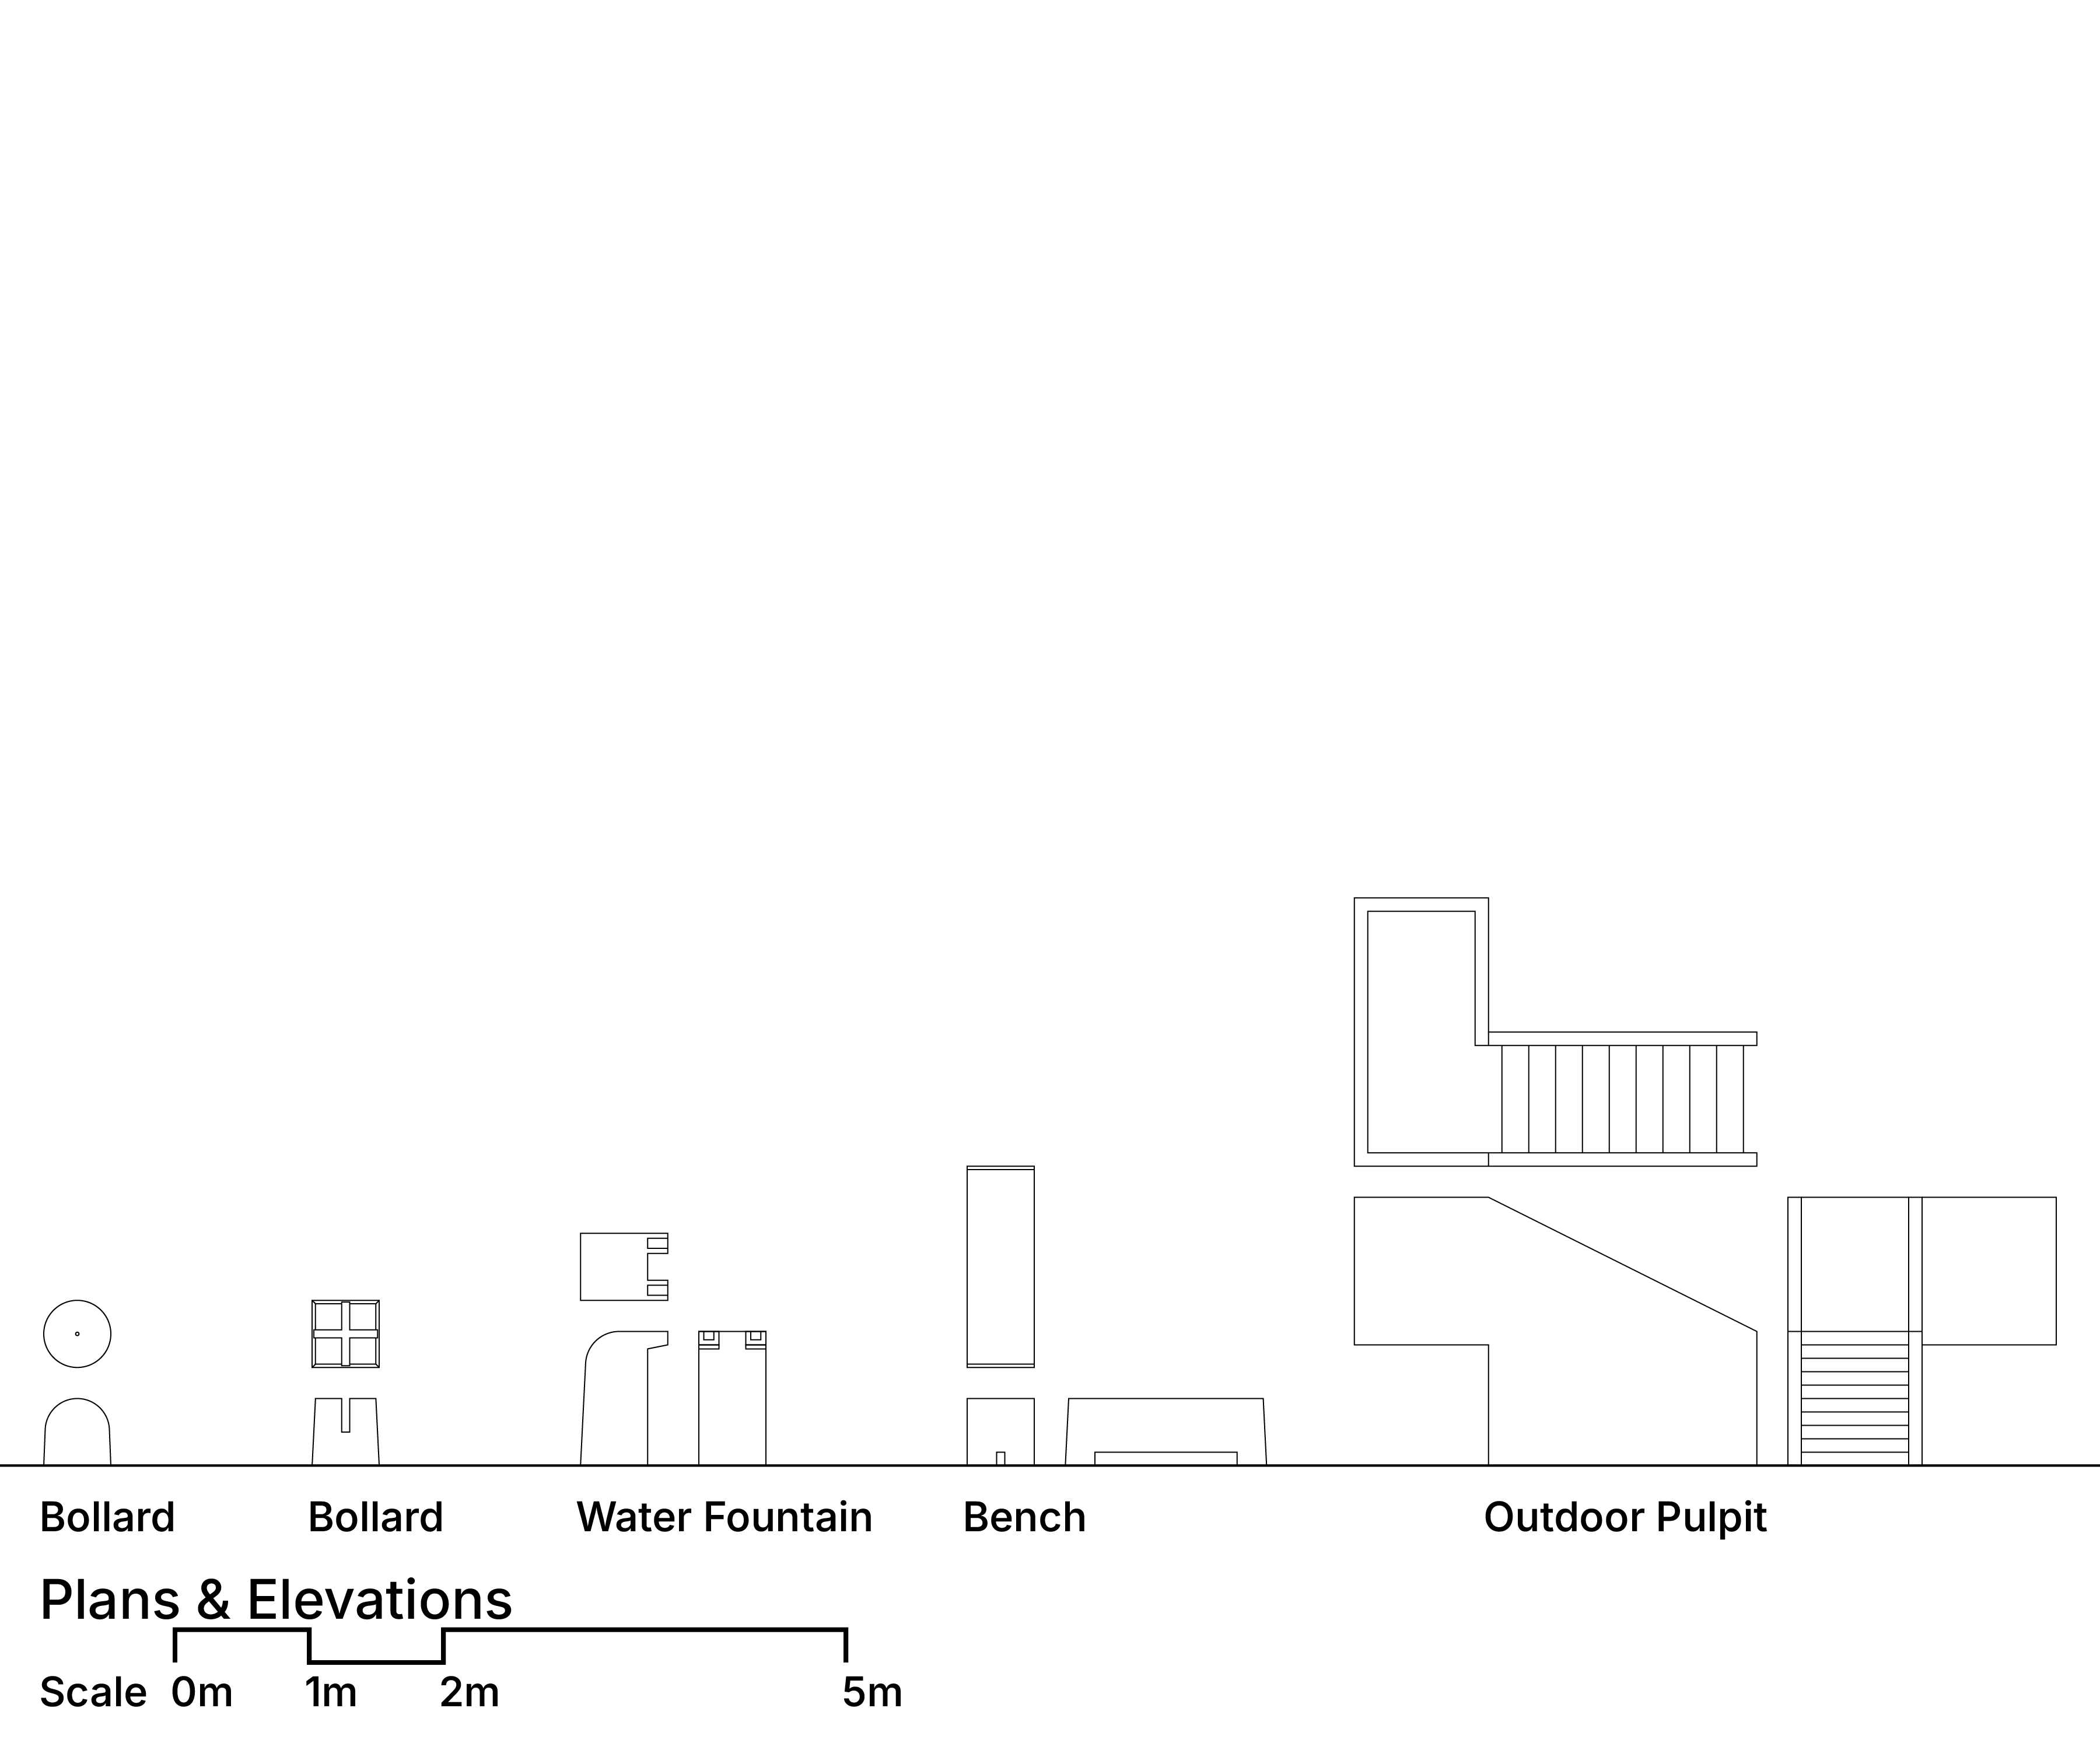 Bollard Bollard Water Fountain Bench Outdoor Pulpit
Plans & Elevations
Scale 0m 1m 2m 5m